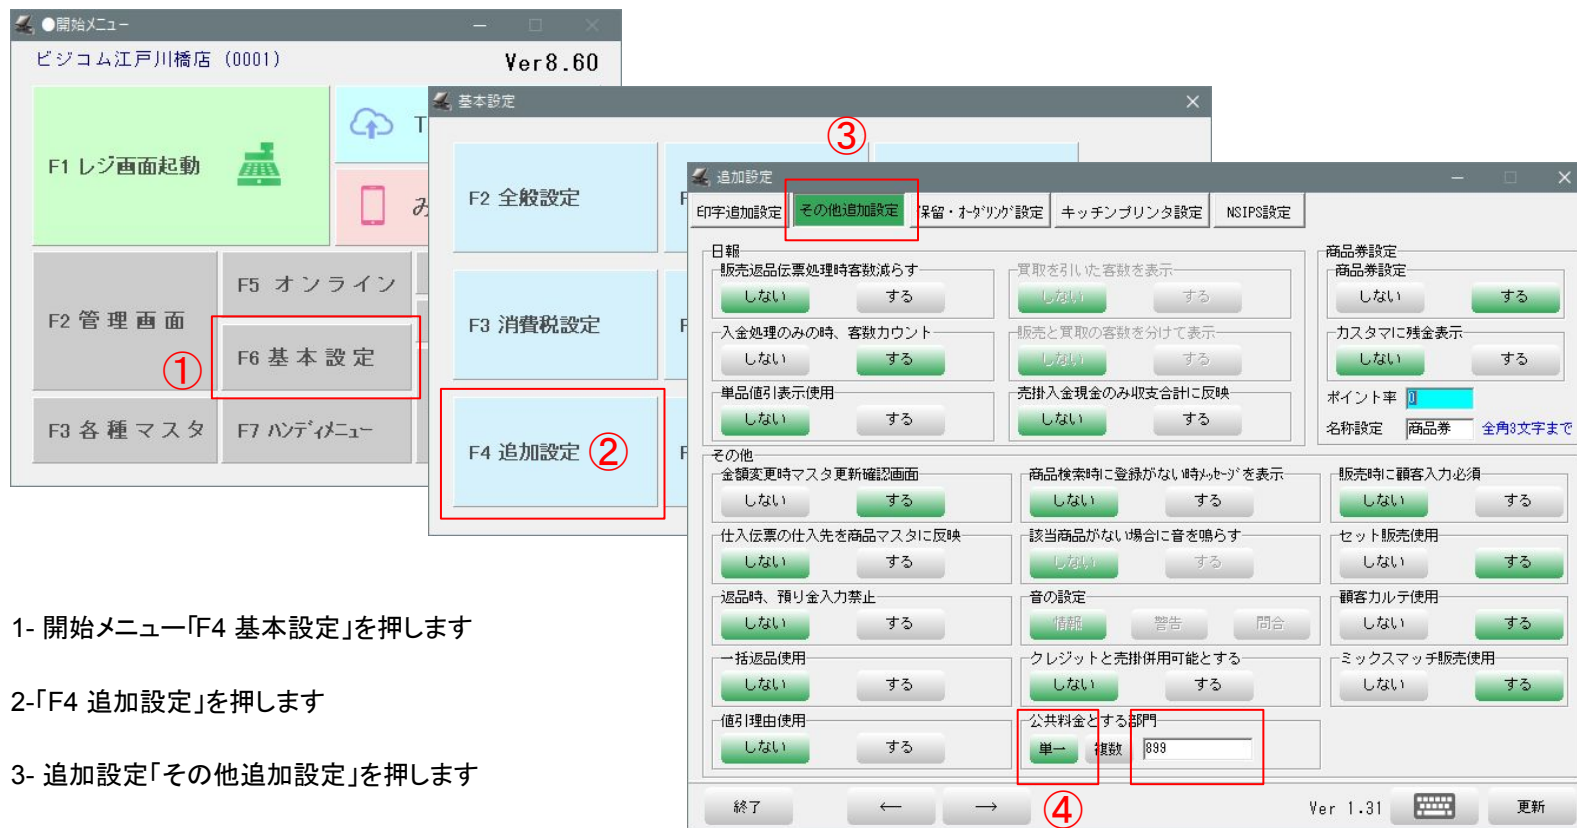 ●開始メニュー
ビジコム江戸川橋店 (0001)
Ver8.60
F1 レジ画面起動
T
み
F2 管 理 画 面
F5 オ ン ラ イ ン
①
F6 基 本 設 定
F3 各 種 マ ス タ
F7 ハンディメニュー
基本設定
F2 全般設定
F
F3 消費税設定
F
F4 追加設定
②
F
③
追加設定
印字追加設定
その他追加設定
保留・オーダリング設定
キッチンプリンタ設定
NSIPS設定
日報
販売返品伝票処理時客数減らす
しない する
買取を引いた客数を表示
しない する
入金処理のみの時、客数カウント
しない する
販売と買取の客数を分けて表示
しない する
単品値引表示使用
しない する
売掛入金現金のみ収支合計に反映
しない する
商品券設定
商品券設定
しない する
カスタマに残金表示
しない する
ポイント率 0
名称設定 商品券 全角3文字まで
その他
金額変更時マスタ更新確認画面
しない する
商品検索時に登録がない時メッセージを表示
しない する
販売時に顧客入力必須
しない する
仕入伝票の仕入先を商品マスタに反映
しない する
該当商品がない場合に音を鳴らす
しない する
セット販売使用
しない する
返品時、預り金入力禁止
しない する
音の設定
情報 警告 問合
顧客カルテ使用
しない する
一括返品使用
しない する
クレジットと売掛併用可能とする
しない する
ミックスマッチ販売使用
しない する
値引理由使用
しない する
公共料金とする部門
単一 複数 899
④
終了 ← → Ver 1.31 更新
1- 開始メニュー「F4 基本設定」を押します
2-「F4 追加設定」を押します
3- 追加設定「その他追加設定」を押します